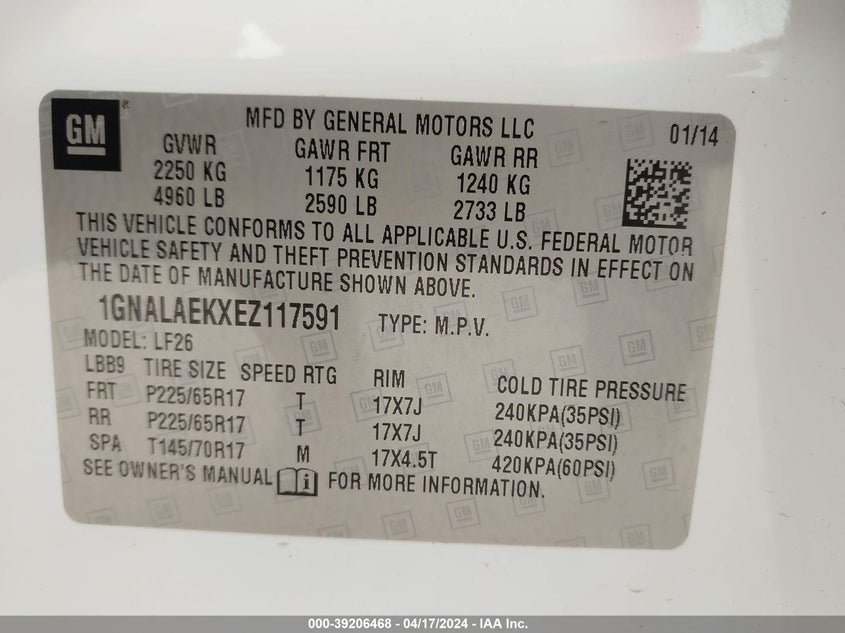 GM ®
MFD BY GENERAL MOTORS LLC
01/14
GVWR GAWR FRT GAWR RR
2250 KG 1175 KG 1240 KG
4960 LB 2590 LB 2733 LB
THIS VEHICLE CONFORMS TO ALL APPLICABLE U.S. FEDERAL MOTOR
VEHICLE SAFETY AND THEFT PREVENTION STANDARDS IN EFFECT ON
THE DATE OF MANUFACTURE SHOWN ABOVE.
1GNALAEKXEZ117591 TYPE: M.P.V.
MODEL: LF26
LBB9 TIRE SIZE SPEED RTG RIM COLD TIRE PRESSURE
FRT P225/65R17 T 17X7J 240KPA(35PSI)
RR P225/65R17 T 17X7J 240KPA(35PSI)
SPA T145/70R17 M 17X4.5T 420KPA(60PSI)
SEE OWNER'S MANUAL i FOR MORE INFORMATION.
000-39206468 - 04/17/2024 - IAA Inc.